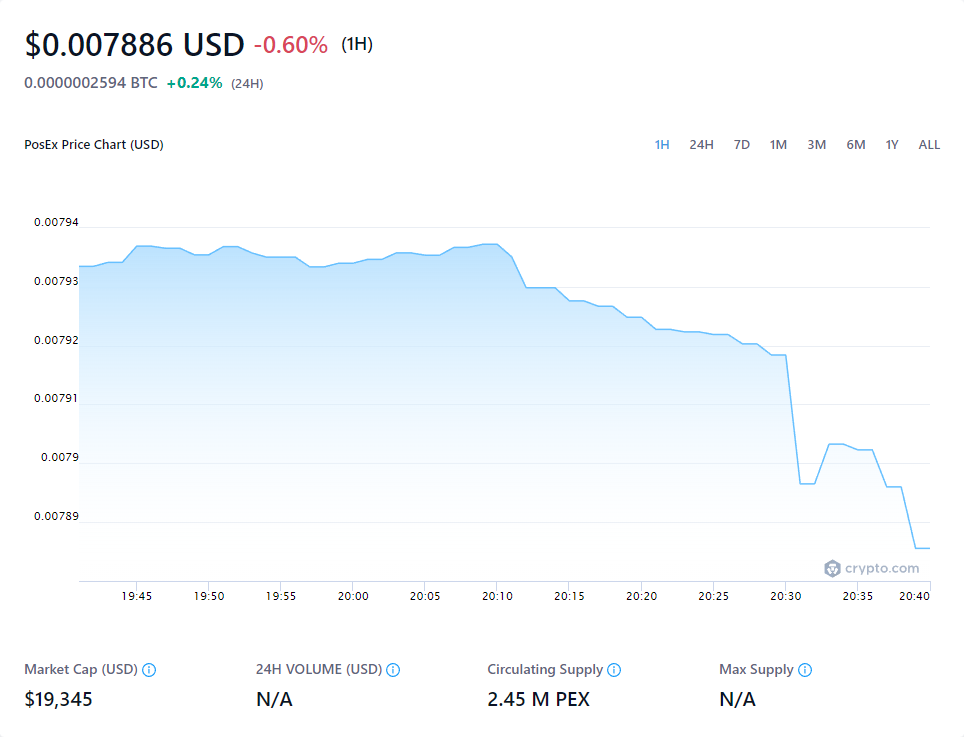 $0.007886 USD -0.60% (1H)
0.0000002594 BTC +0.24% (24H)
PosEx Price Chart (USD) 1H 24H 7D 1M 3M 6M 1Y ALL
0.00794
0.00793
0.00792
0.00791
0.0079
0.00789
crypto.com
19:45 19:50 19:55 20:00 20:05 20:10 20:15 20:20 20:25 20:30 20:35 20:40
Market Cap (USD) 24H VOLUME (USD) Circulating Supply Max Supply
$19,345 N/A 2.45 M PEX N/A